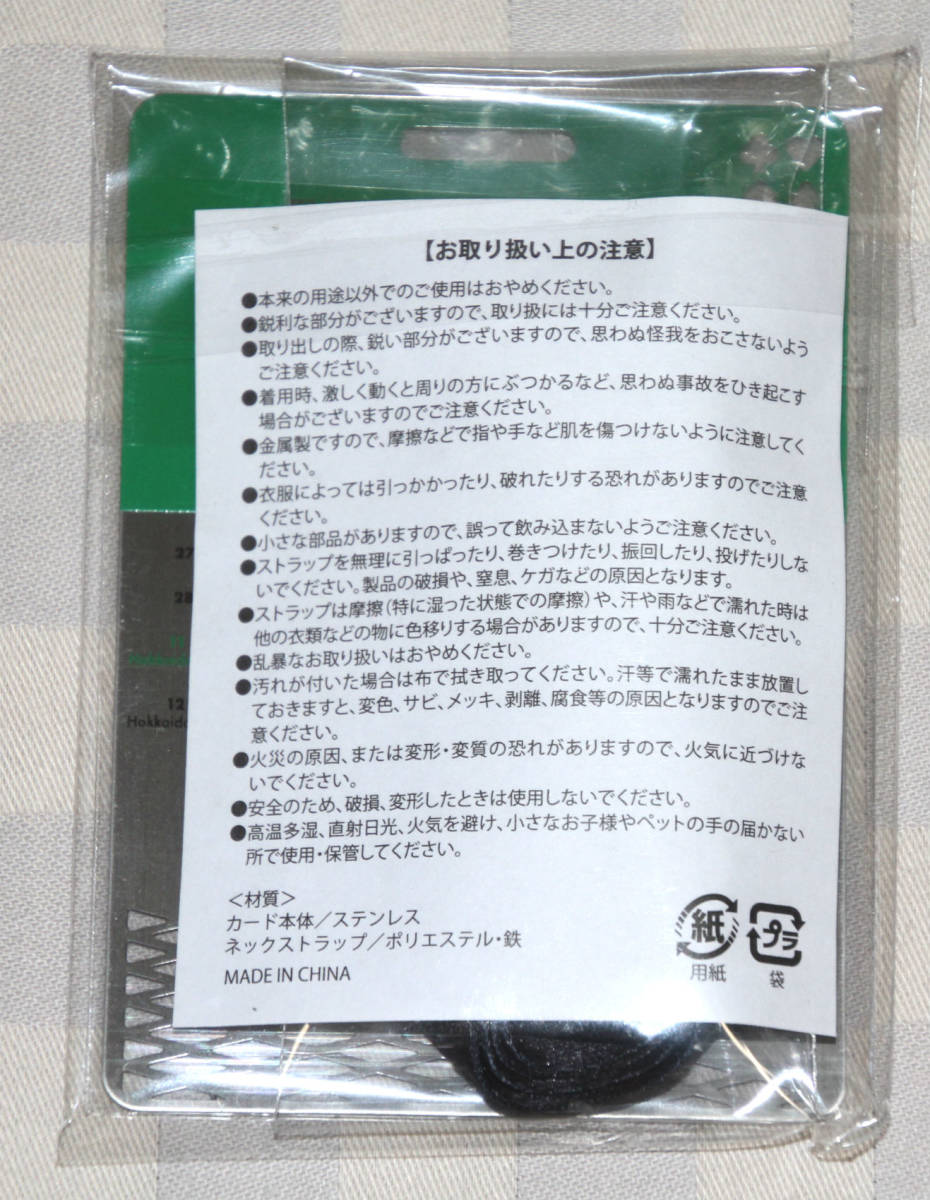 【お取り扱い上の注意】
●本来の用途以外でのご使用はおやめください。
●鋭利な部分がございますので、取り扱には十分ご注意ください。
●取り出しの際、鋭い部分がございますので、思わぬ怪我をおこさないよう
ご注意ください。
●着用時、激しく動くと周りの方にぶつかるなど、思わぬ事故をひき起こす
場合がございますのでご注意ください。
●金属製ですので、摩擦などで指や手など肌を傷つけないように注意してく
ださい。
●衣服によっては引っかかったり、破れたりする恐れがありますのでご注意
ください。
●小さな部品がありますので、誤って飲み込まないようご注意ください。
●ストラップを無理に引っぱったり、巻きつけたり、振回したり、投げたりしな
いでください。製品の破損や、窒息、ケガなどの原因となります。
●ストラップは摩擦(特に湿った状態での摩擦)や、汗や雨などで濡れた時は
他の衣類などの物に色移りする場合がありますので、十分ご注意ください。
●乱暴なお取り扱いはおやめください。
●汚れが付いた場合は布で拭き取ってください。汗等で濡れたまま放置し
ておきますと、変色、サビ、メッキ、剥離、腐食等の原因となりますのでご注
意ください。
●火災の原因、または変形・変質の恐れがありますので、火気に近づけな
いでください。
●安全のため、破損、変形したときは使用しないでください。
●高温多湿、直射日光、火気を避け、小さなお子様やペットの手の届かない
所で使用・保管してください。
<材質>
カード本体/ステンレス
ネックストラップ/ポリエステル・鉄
MADE IN CHINA
紙
用紙
プラ
袋
27
28
12
Hokkaido